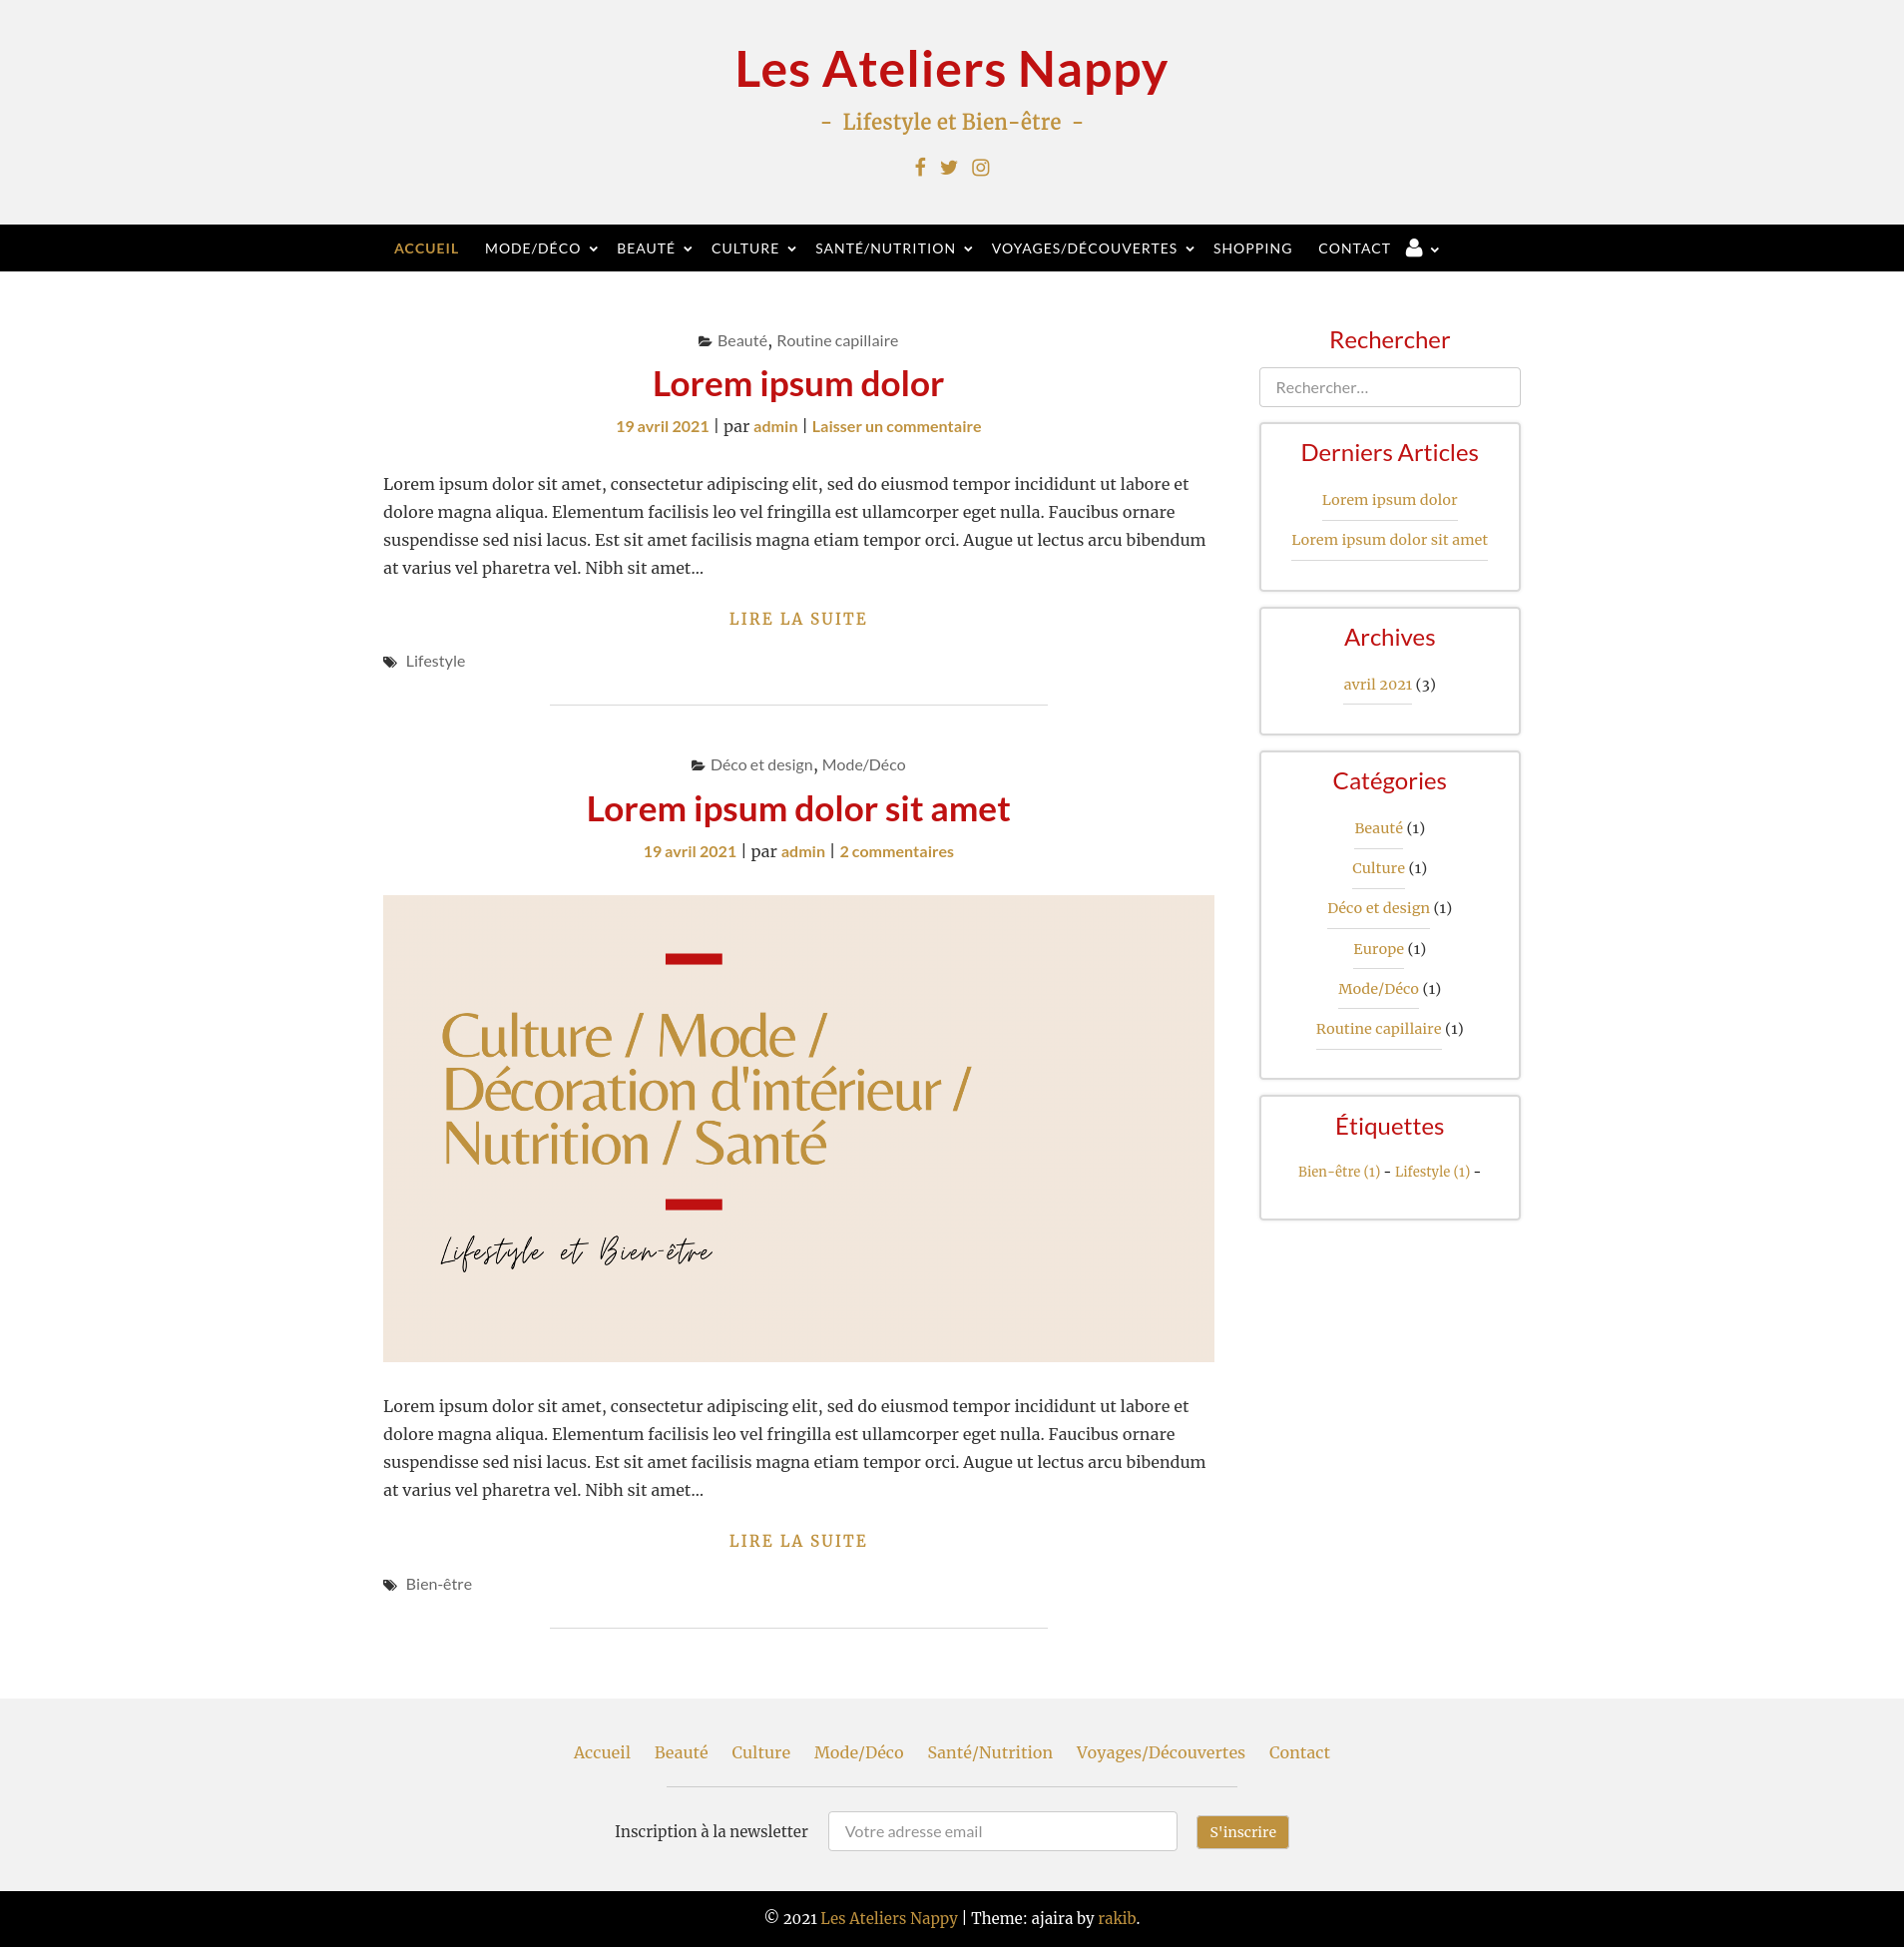 Les Ateliers Nappy
- Lifestyle et Bien-être -
ACCUEIL MODE/DÉCO BEAUTÉ CULTURE SANTÉ/NUTRITION VOYAGES/DÉCOUVERTES SHOPPING CONTACT
Beauté, Routine capillaire
Lorem ipsum dolor
19 avril 2021 | par admin | Laisser un commentaire
Lorem ipsum dolor sit amet, consectetur adipiscing elit, sed do eiusmod tempor incididunt ut labore et
dolore magna aliqua. Elementum facilisis leo vel fringilla est ullamcorper eget nulla. Faucibus ornare
suspendisse sed nisi lacus. Est sit amet facilisis magna etiam tempor orci. Augue ut lectus arcu bibendum
at varius vel pharetra vel. Nibh sit amet...
LIRE LA SUITE
Lifestyle
Déco et design, Mode/Déco
Lorem ipsum dolor sit amet
19 avril 2021 | par admin | 2 commentaires
Culture / Mode /
Décoration d'intérieur /
Nutrition / Santé
Lifestyle et Bien-être
Lorem ipsum dolor sit amet, consectetur adipiscing elit, sed do eiusmod tempor incididunt ut labore et
dolore magna aliqua. Elementum facilisis leo vel fringilla est ullamcorper eget nulla. Faucibus ornare
suspendisse sed nisi lacus. Est sit amet facilisis magna etiam tempor orci. Augue ut lectus arcu bibendum
at varius vel pharetra vel. Nibh sit amet...
LIRE LA SUITE
Bien-être
Rechercher
Rechercher...
Derniers Articles
Lorem ipsum dolor
Lorem ipsum dolor sit amet
Archives
avril 2021 (3)
Catégories
Beauté (1)
Culture (1)
Déco et design (1)
Europe (1)
Mode/Déco (1)
Routine capillaire (1)
Étiquettes
Bien-être (1) - Lifestyle (1) -
Accueil Beauté Culture Mode/Déco Santé/Nutrition Voyages/Découvertes Contact
Inscription à la newsletter Votre adresse email S'inscrire
© 2021 Les Ateliers Nappy | Theme: ajaira by rakib.